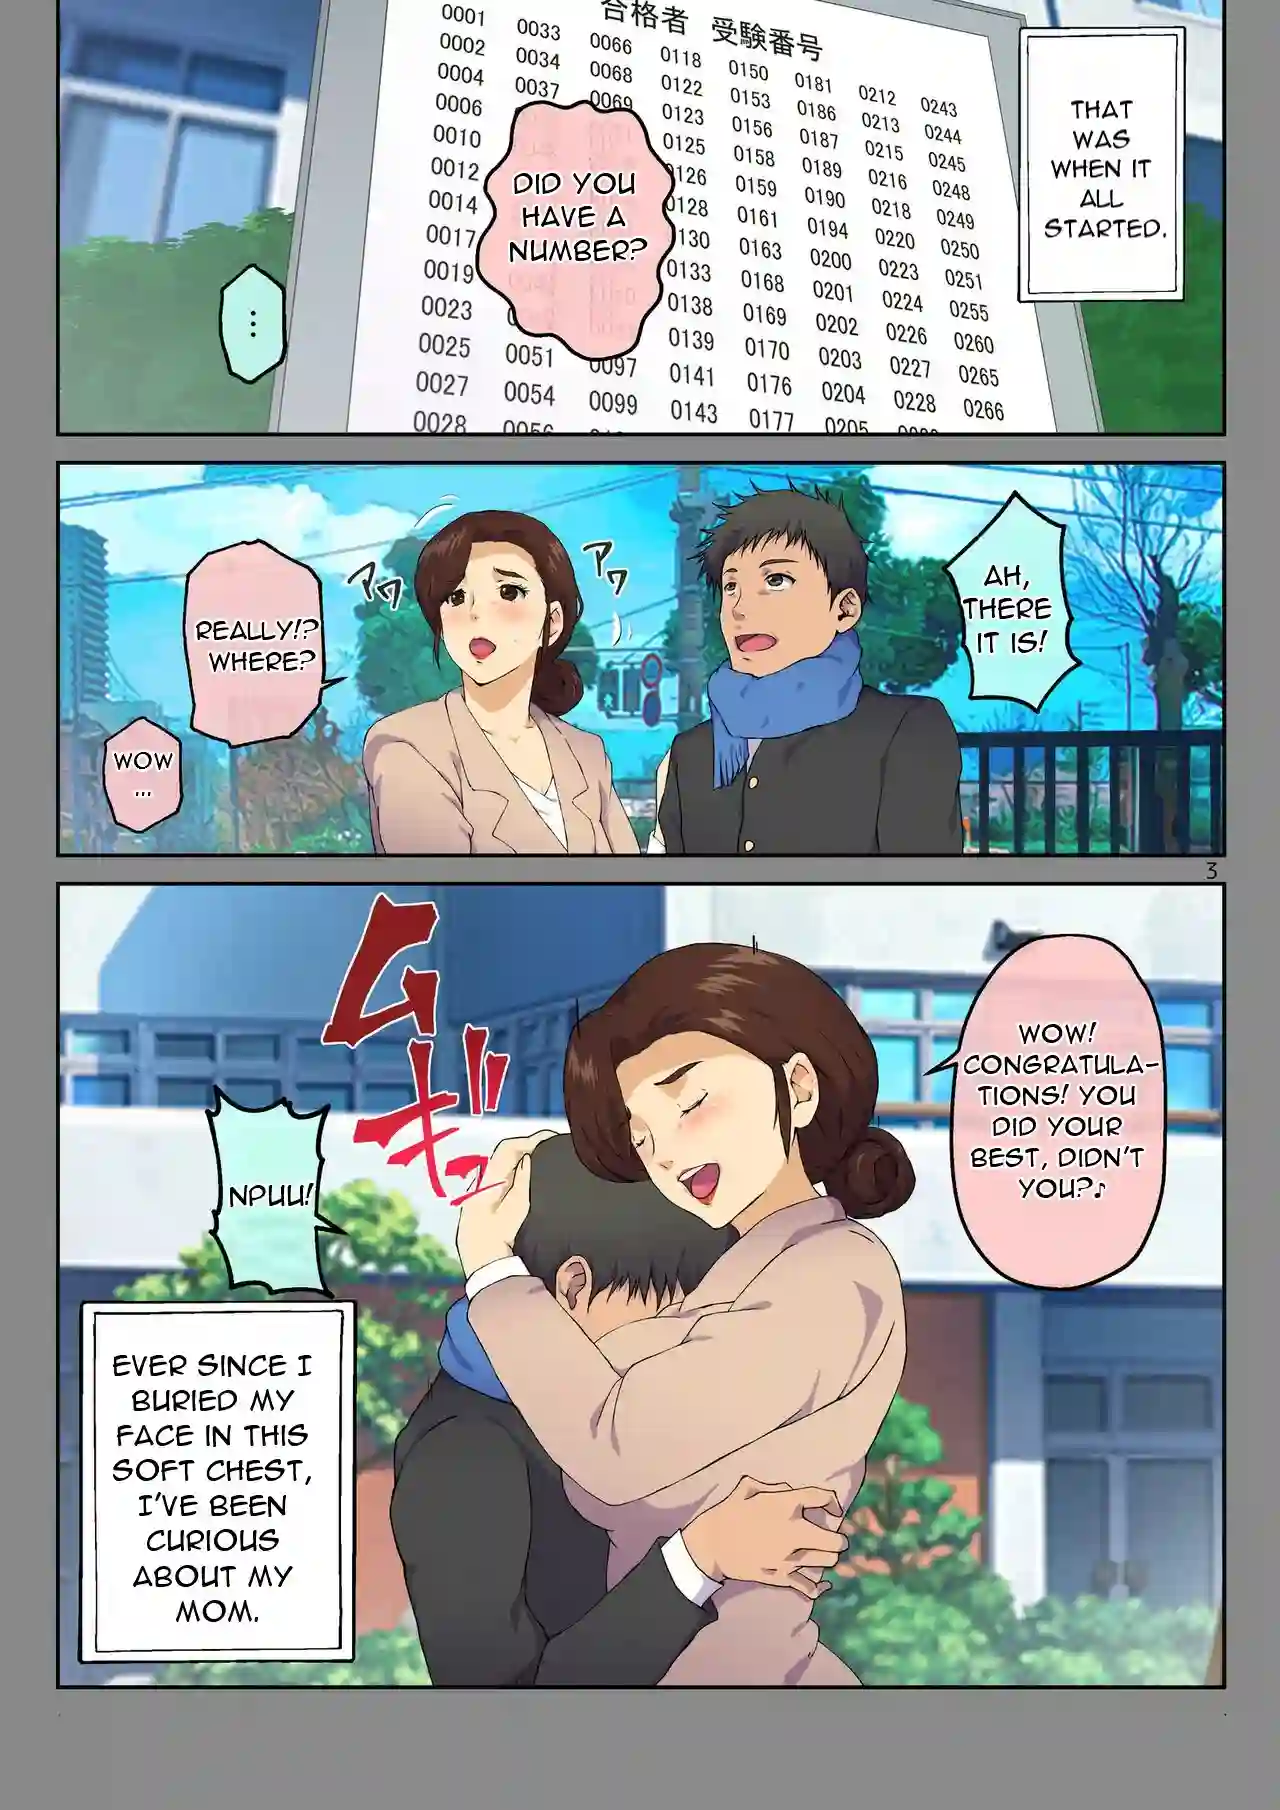 合格者 受験番号
0001 0033 0066 0118 0150 0181 0212 0243
0002 0034 0068 0122 0153 0186 0213 0244
0004 0037 0069 0123 0156 0187 0215 0245
0006 0125 0158 0189 0216 0248
0010 0126 0159 0190 0218 0249
0012 0128 0161 0194 0220 0250
0014 0130 0163 0200 0223 0251
0017 0133 0168 0201 0224 0255
0019 0138 0169 0202 0226 0260
0023 0139 0170 0203 0227 0265
0025 0051 0097 0141 0176 0204 0228 0266
0027 0054 0099 0143 0177 0205
0028 0056
THAT
WAS
WHEN IT
ALL
STARTED.
DID YOU
HAVE A
NUMBER?
...
AH,
THERE
IT IS!
アワ
アワ
REALLY!?
WHERE?
WOW
...
3
WOW!
CONGRATULA-
TIONS! YOU
DID YOUR
BEST, DIDN'T
YOU?♪
ムギュッ
NPUU!
EVER SINCE I
BURIED MY
FACE IN THIS
SOFT CHEST,
I'VE BEEN
CURIOUS
ABOUT MY
MOM.